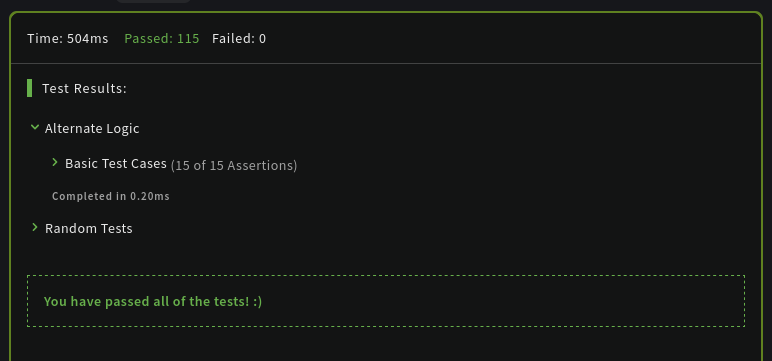 Time: 504ms Passed: 115 Failed: 0
Test Results:
Alternate Logic
Basic Test Cases (15 of 15 Assertions)
Completed in 0.20ms
Random Tests
You have passed all of the tests! :)